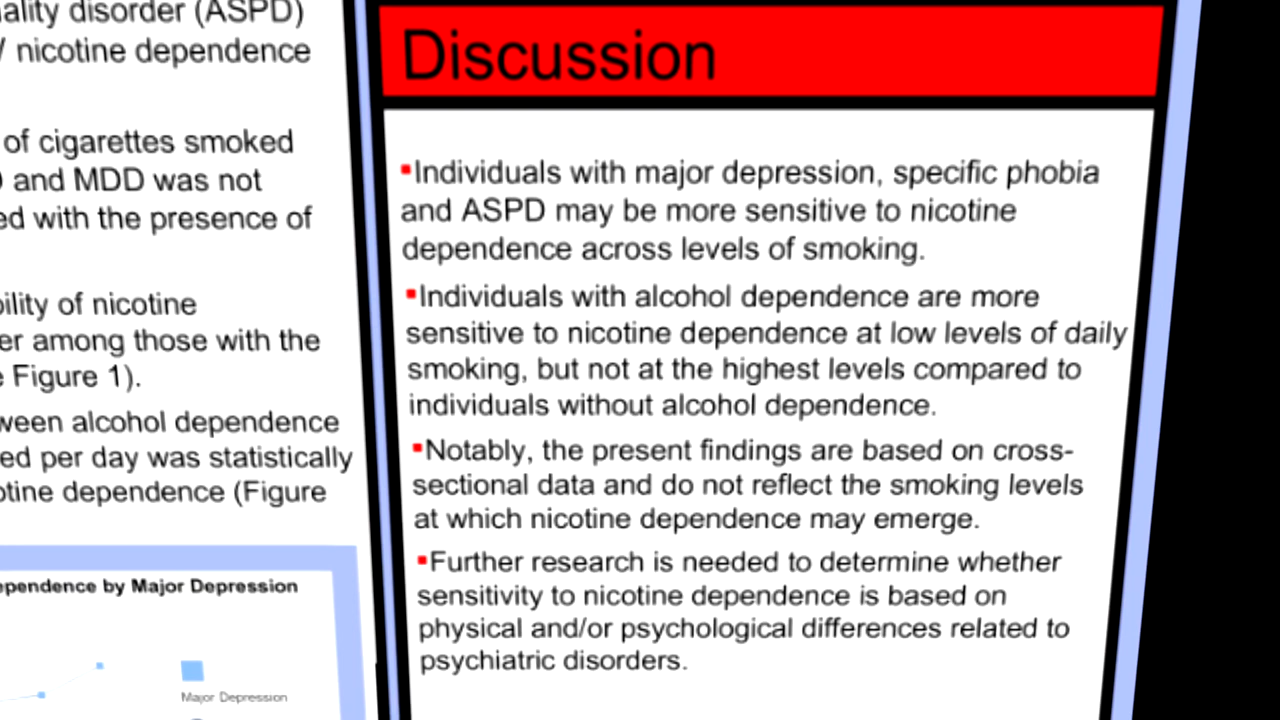 ality disorder (ASPD)
nicotine dependence
of cigarettes smoked
and MDD was not
ed with the presence of
bility of nicotine
er among those with the
Figure 1).
ween alcohol dependence
ed per day was statistically
otine dependence (Figure
ependence by Major Depression
Major Depression
Discussion
▪Individuals with major depression, specific phobia
and ASPD may be more sensitive to nicotine
dependence across levels of smoking.
▪Individuals with alcohol dependence are more
sensitive to nicotine dependence at low levels of daily
smoking, but not at the highest levels compared to
individuals without alcohol dependence.
▪Notably, the present findings are based on cross-
sectional data and do not reflect the smoking levels
at which nicotine dependence may emerge.
▪Further research is needed to determine whether
sensitivity to nicotine dependence is based on
physical and/or psychological differences related to
psychiatric disorders.